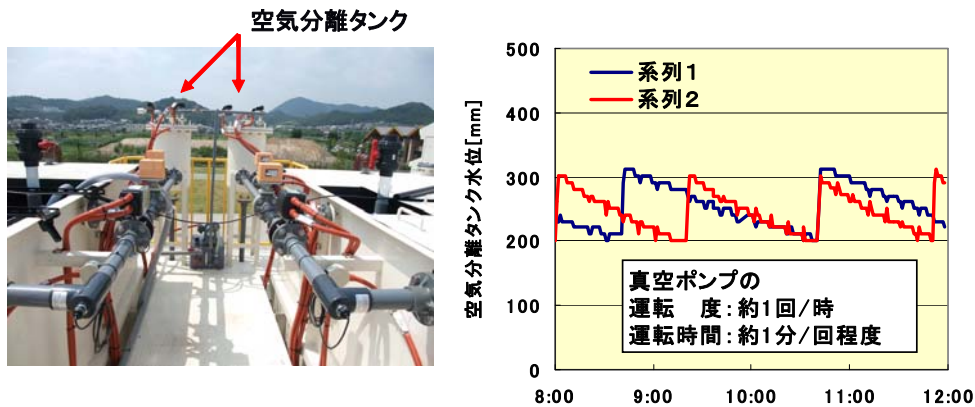 空気分離タンク
空気分離タンク水位[mm]
500
400
300
200
100
0
系列1
系列2
真空ポンプの
運転　度：約1回/時
運転時間：約1分/回程度
8:00
9:00
10:00
11:00
12:00